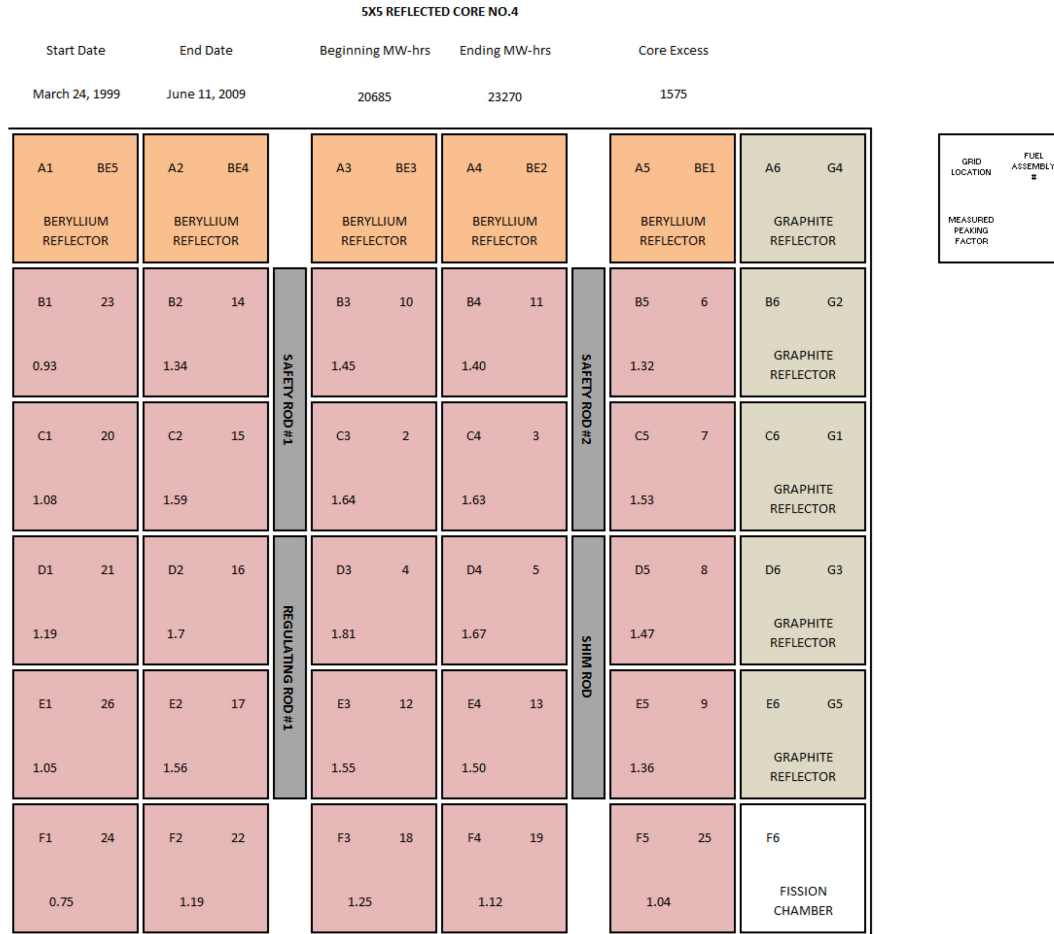 5X5 REFLECTED CORE NO.4
Start Date End Date Beginning MW-hrs Ending MW-hrs Core Excess
March 24, 1999 June 11, 2009 20685 23270 1575
A1 BE5 A2 BE4 A3 BE3 A4 BE2 A5 BE1 A6 G4
BERYLLIUM BERYLLIUM BERYLLIUM BERYLLIUM BERYLLIUM GRAPHITE
REFLECTOR REFLECTOR REFLECTOR REFLECTOR REFLECTOR REFLECTOR
GRID FUEL
LOCATION ASSEMBLY
#
MEASURED
PEAKING
FACTOR
B1 23 B2 14 B3 10 B4 11 B5 6 B6 G2
0.93 1.34 1.45 1.40 1.32 GRAPHITE
REFLECTOR
SAFETY ROD #1
SAFETY ROD #2
C1 20 C2 15 C3 2 C4 3 C5 7 C6 G1
1.08 1.59 1.64 1.63 1.53 GRAPHITE
REFLECTOR
D1 21 D2 16 D3 4 D4 5 D5 8 D6 G3
1.19 1.7 1.81 1.67 1.47 GRAPHITE
REFLECTOR
REGULATING ROD #1
SHIM ROD
E1 26 E2 17 E3 12 E4 13 E5 9 E6 G5
1.05 1.56 1.55 1.50 1.36 GRAPHITE
REFLECTOR
F1 24 F2 22 F3 18 F4 19 F5 25 F6
0.75 1.19 1.25 1.12 1.04 FISSION
CHAMBER